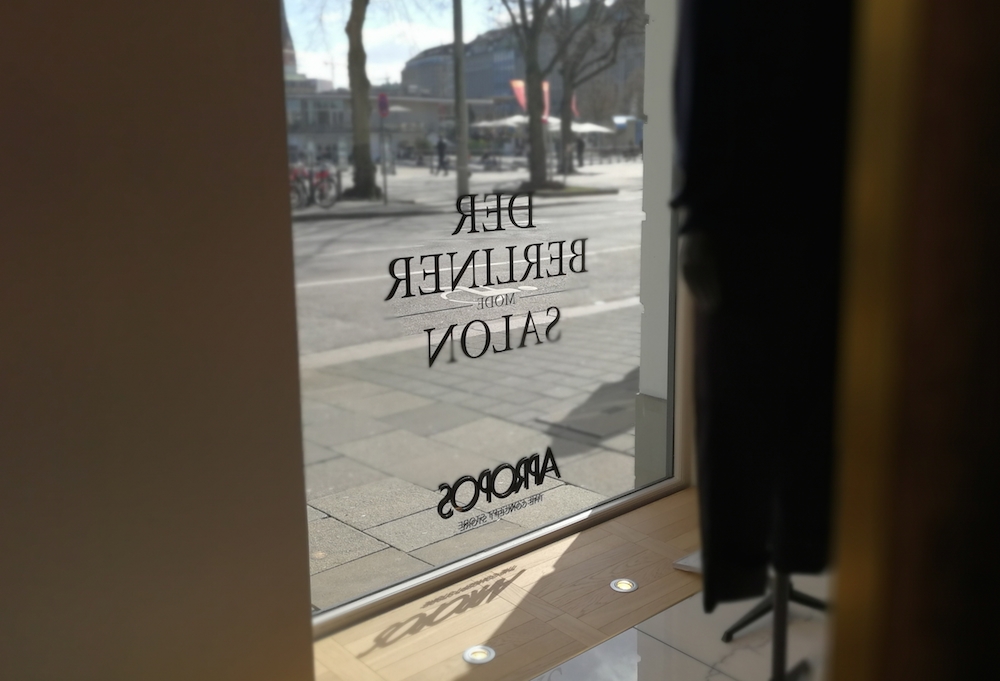 DER
BERLINER
MODE
SALON
APROPOS
THE CONCEPT STORE